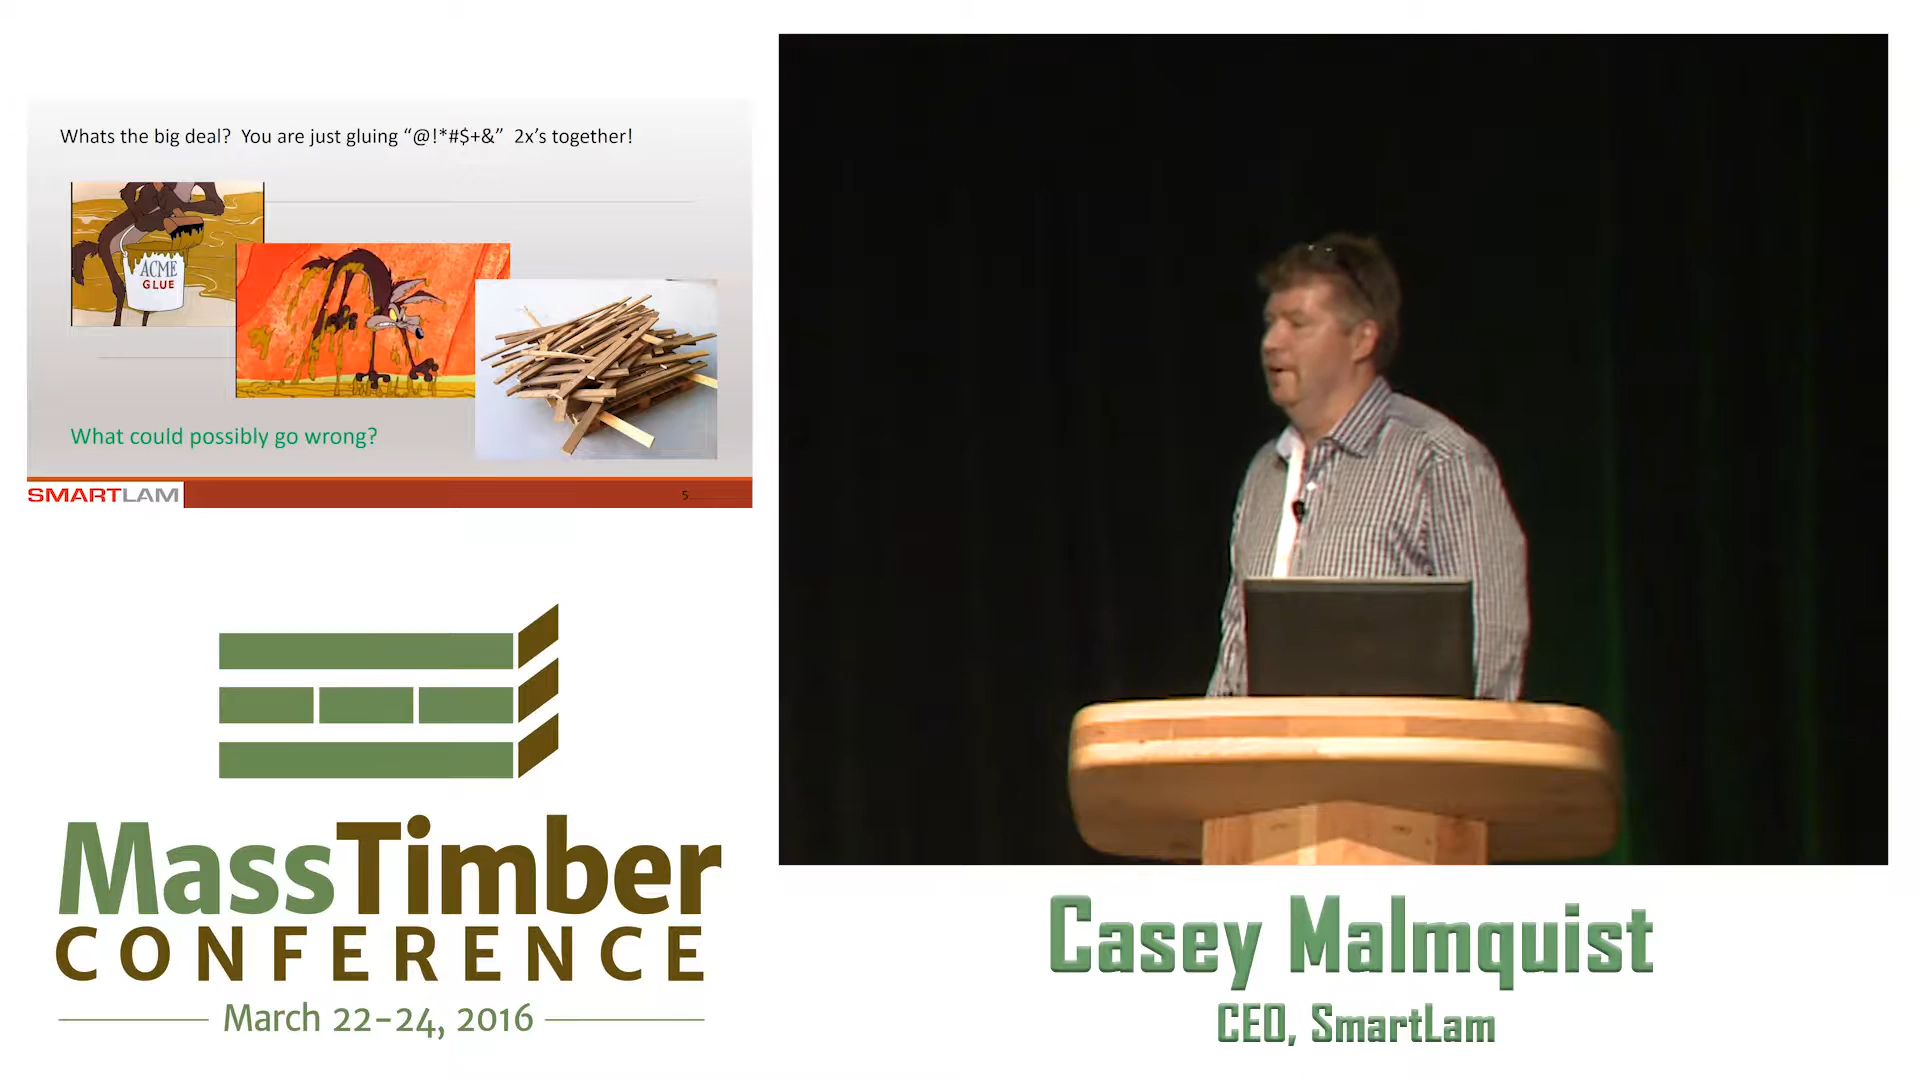 Whats the big deal?  You are just gluing “@!*#$+&”  2x’s together!
ACME
GLUE
What could possibly go wrong?
SMARTLAM
5
MassTimber
CONFERENCE
March 22-24, 2016
Casey Malmquist
CEO, SmartLam